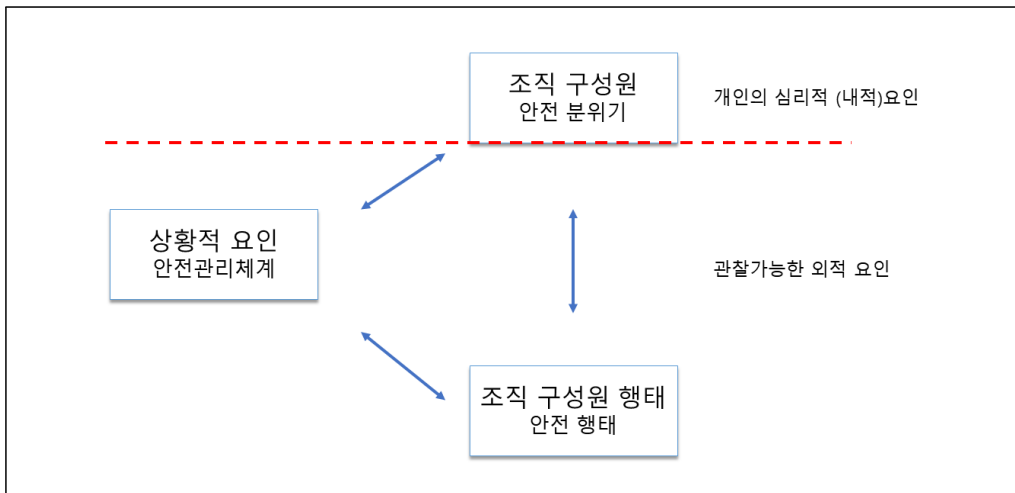 조직 구성원
안전 분위기
개인의 심리적 (내적)요인
상황적 요인
안전관리체계
관찰가능한 외적 요인
조직 구성원 행태
안전 행태